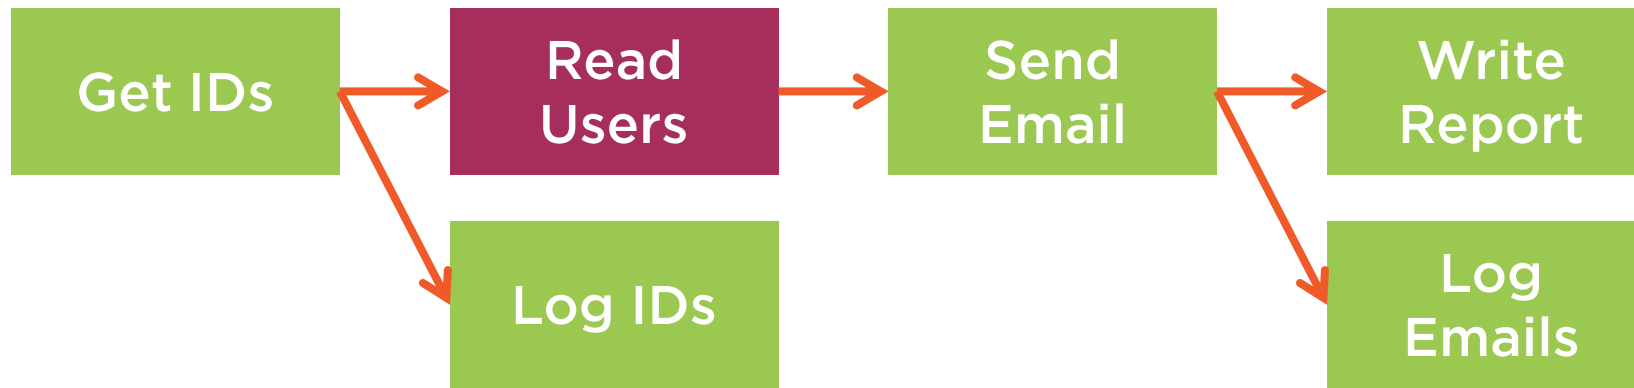 Get IDs
Read
Users
Send
Email
Write
Report
Log IDs
Log
Emails